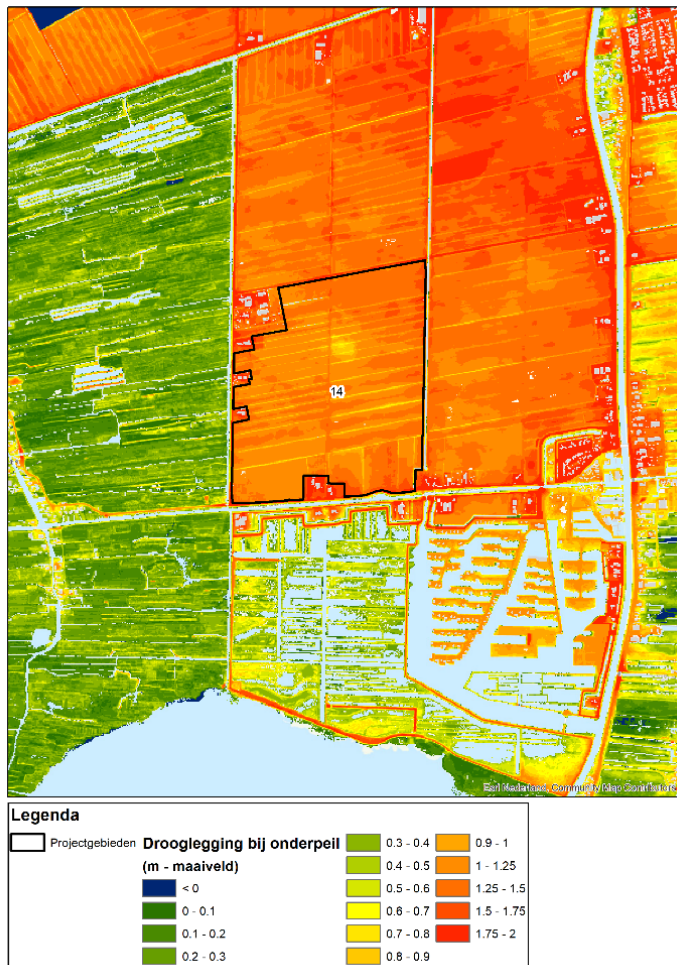 14
Esri Nederland, Community Map Contributors
Legenda
Projectgebieden
Drooglegging bij onderpeil
(m - maaiveld)
< 0
0 - 0.1
0.1 - 0.2
0.2 - 0.3
0.3 - 0.4
0.4 - 0.5
0.5 - 0.6
0.6 - 0.7
0.7 - 0.8
0.8 - 0.9
0.9 - 1
1 - 1.25
1.25 - 1.5
1.5 - 1.75
1.75 - 2